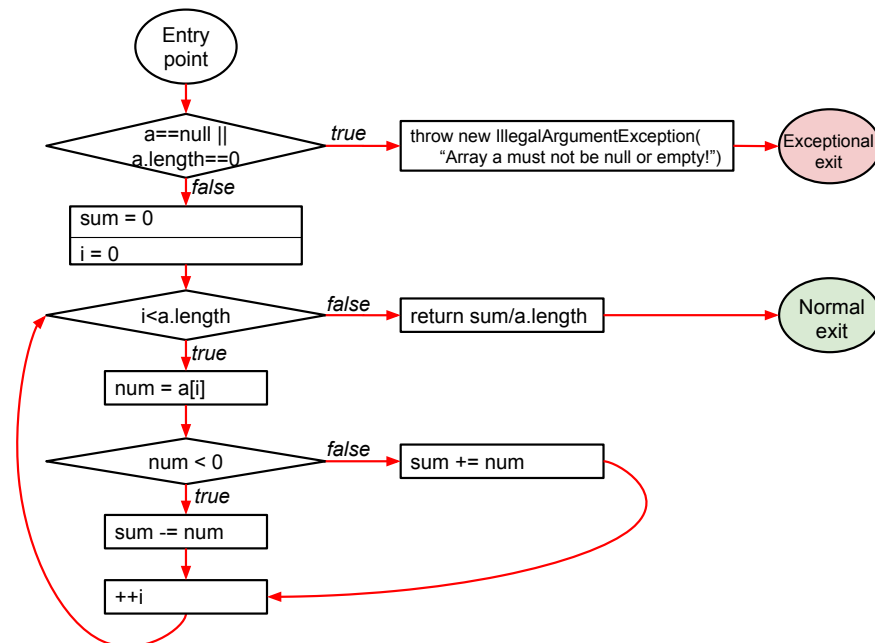 Entry
point
a==null ||
a.length==0
true
throw new IllegalArgumentException(
“Array a must not be null or empty!”)
Exceptional
exit
false
sum = 0
i = 0
i<a.length
false
return sum/a.length
Normal
exit
true
num = a[i]
num < 0
false
sum += num
true
sum -= num
++i